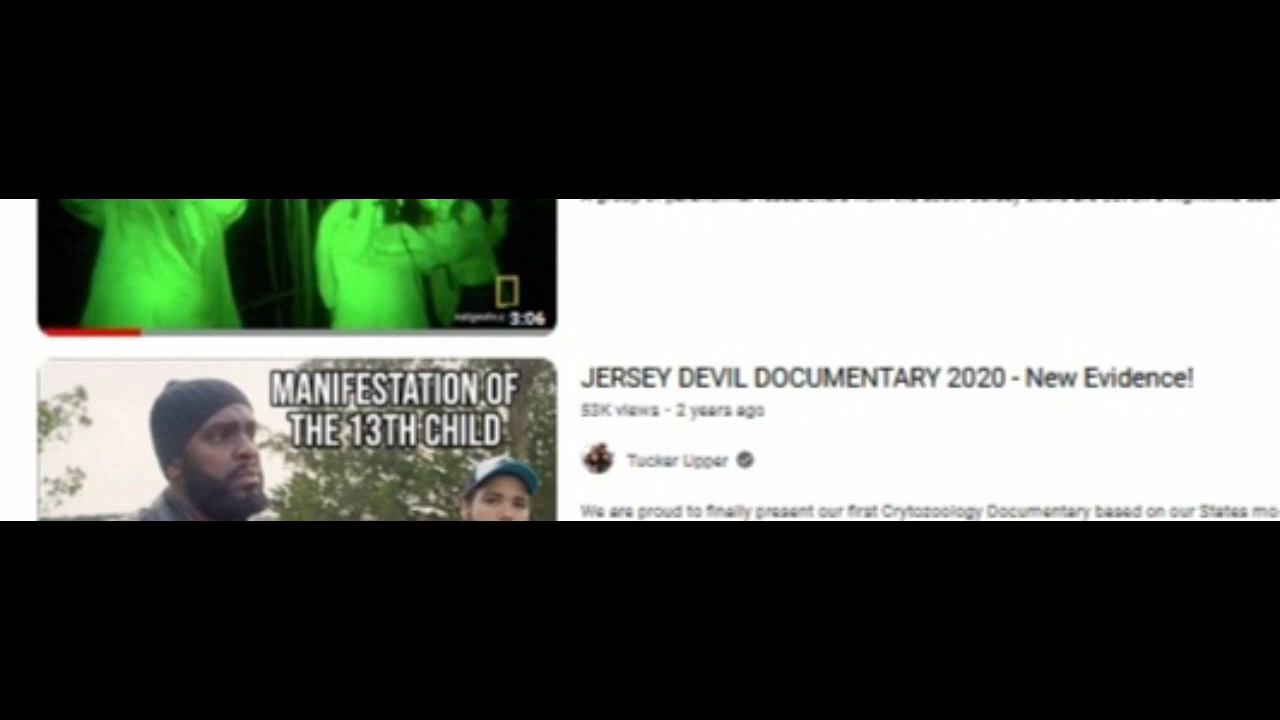 3:06
MANIFESTATION OF
THE 13TH CHILD
JERSEY DEVIL DOCUMENTARY 2020 - New Evidence!
53K views - 2 years ago
Tucker Upper
We are proud to finally present our first Crytozoology Documentary based on our States mo